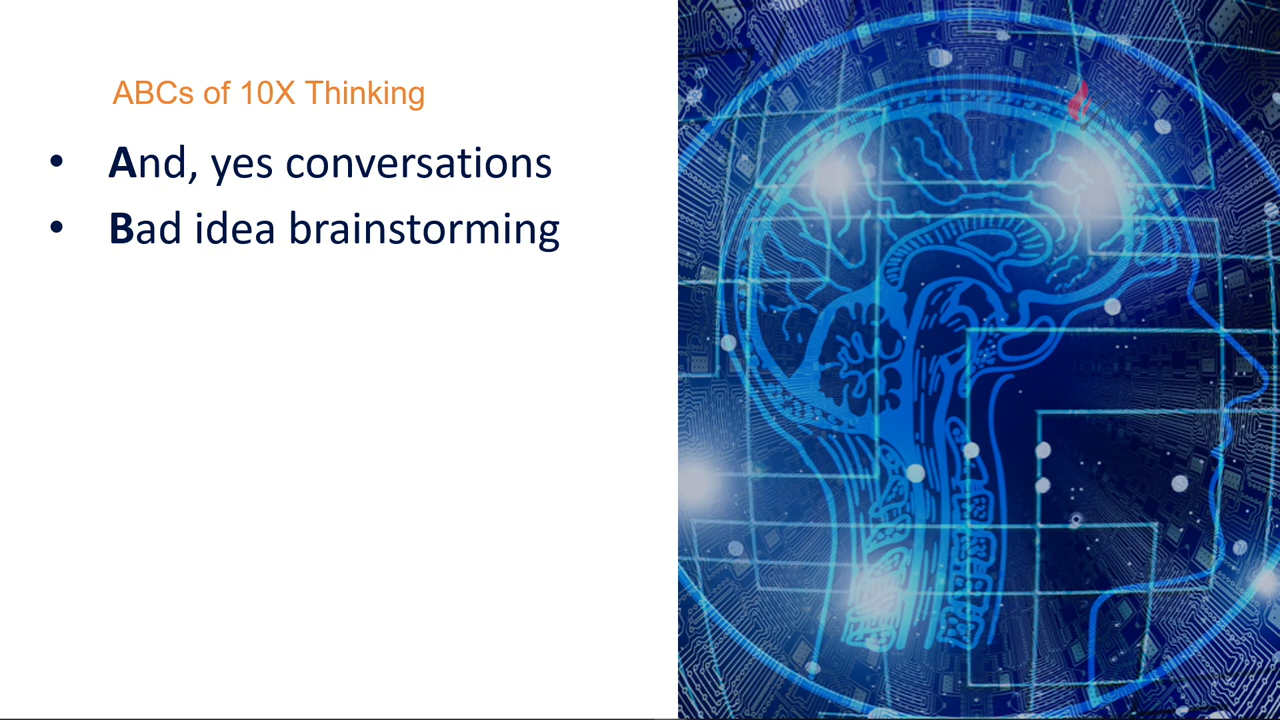 ABCs of 10X Thinking
• And, yes conversations
• Bad idea brainstorming